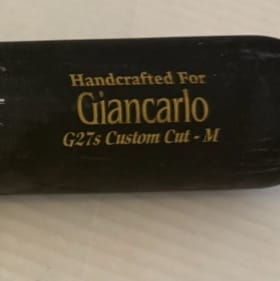 Handcrafted For
Giancarlo
G27s Custom Cut - M